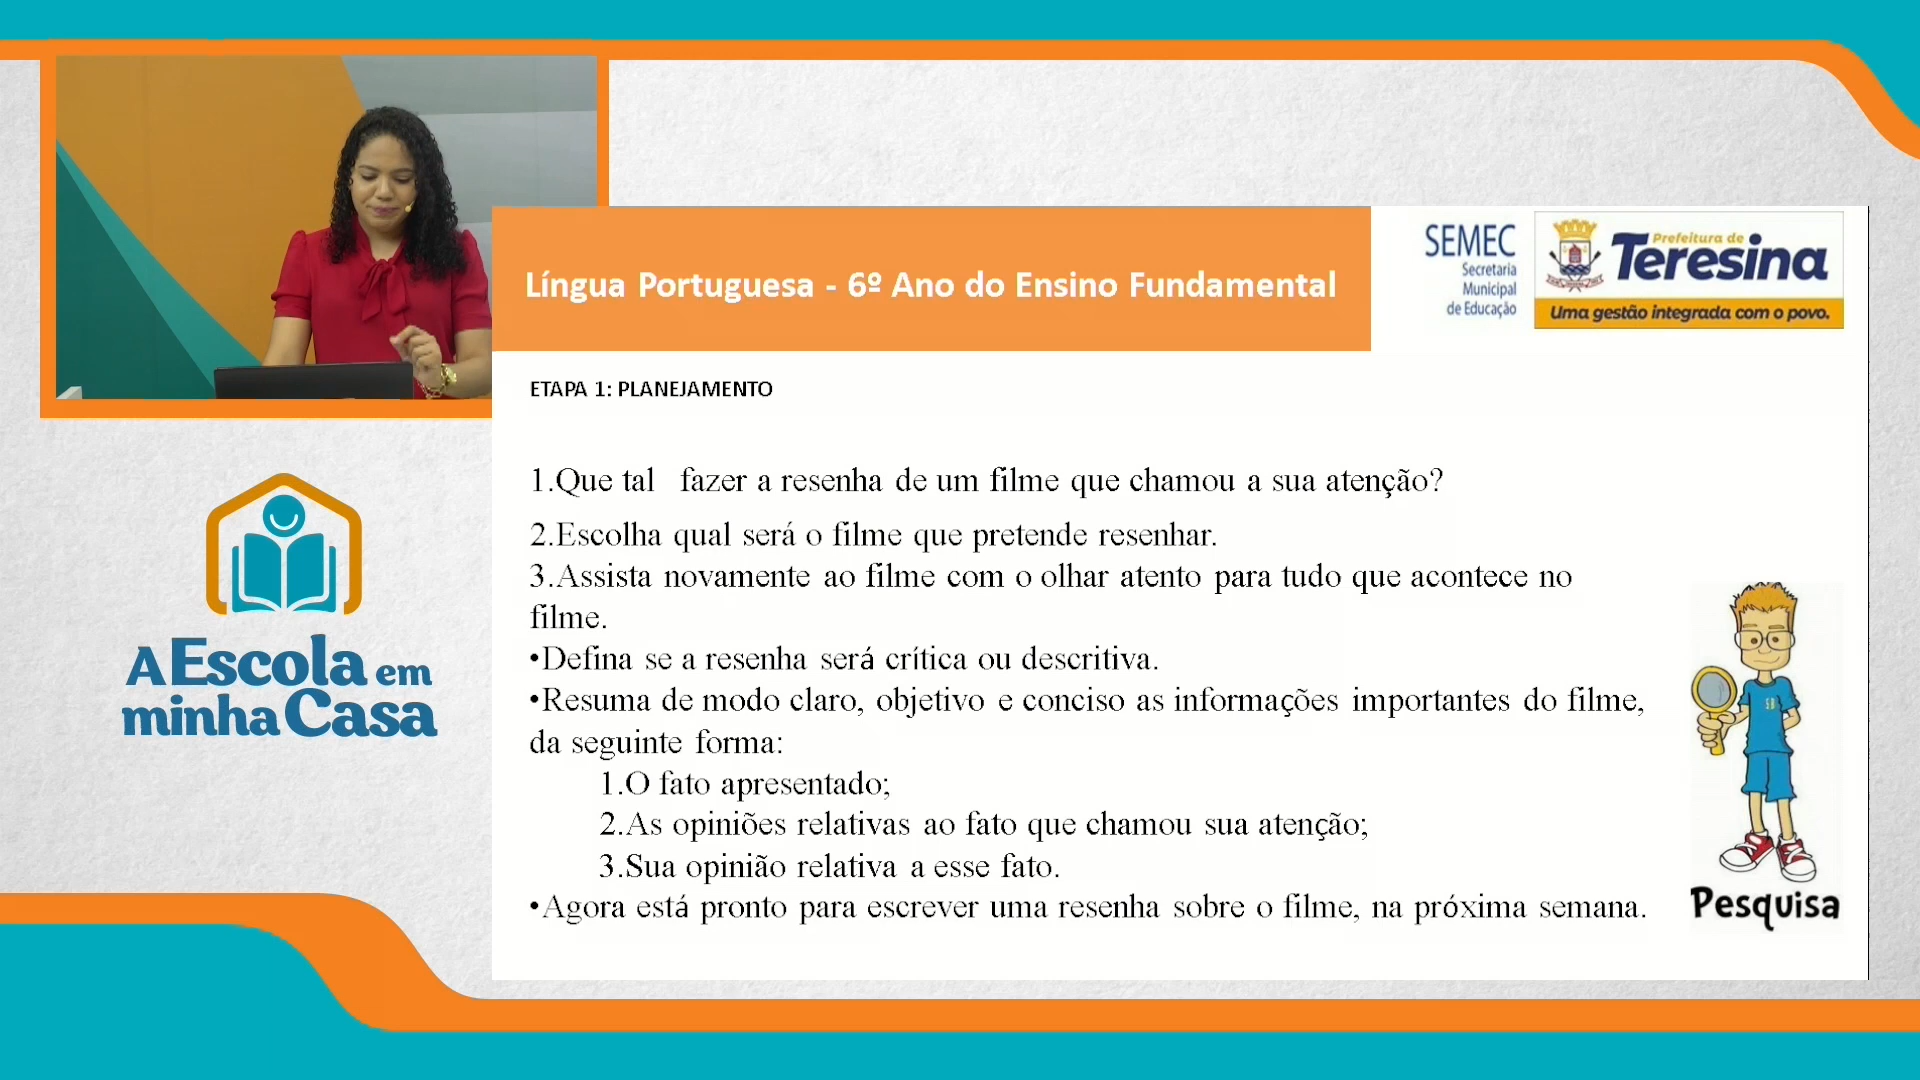 Língua Portuguesa - 6º Ano do Ensino Fundamental
SEMEC
Secretaria
Municipal
de Educação
Prefeitura de
Teresina
Uma gestão integrada com o povo.
ETAPA 1: PLANEJAMENTO
1.Que tal fazer a resenha de um filme que chamou a sua atenção?
2.Escolha qual será o filme que pretende resenhar.
3.Assista novamente ao filme com o olhar atento para tudo que acontece no
filme.
•Defina se a resenha será crítica ou descritiva.
•Resuma de modo claro, objetivo e conciso as informações importantes do filme,
da seguinte forma:
1.O fato apresentado;
2.As opiniões relativas ao fato que chamou sua atenção;
3.Sua opinião relativa a esse fato.
•Agora está pronto para escrever uma resenha sobre o filme, na próxima semana.
SB
Pesquisa
A Escola em
minha Casa